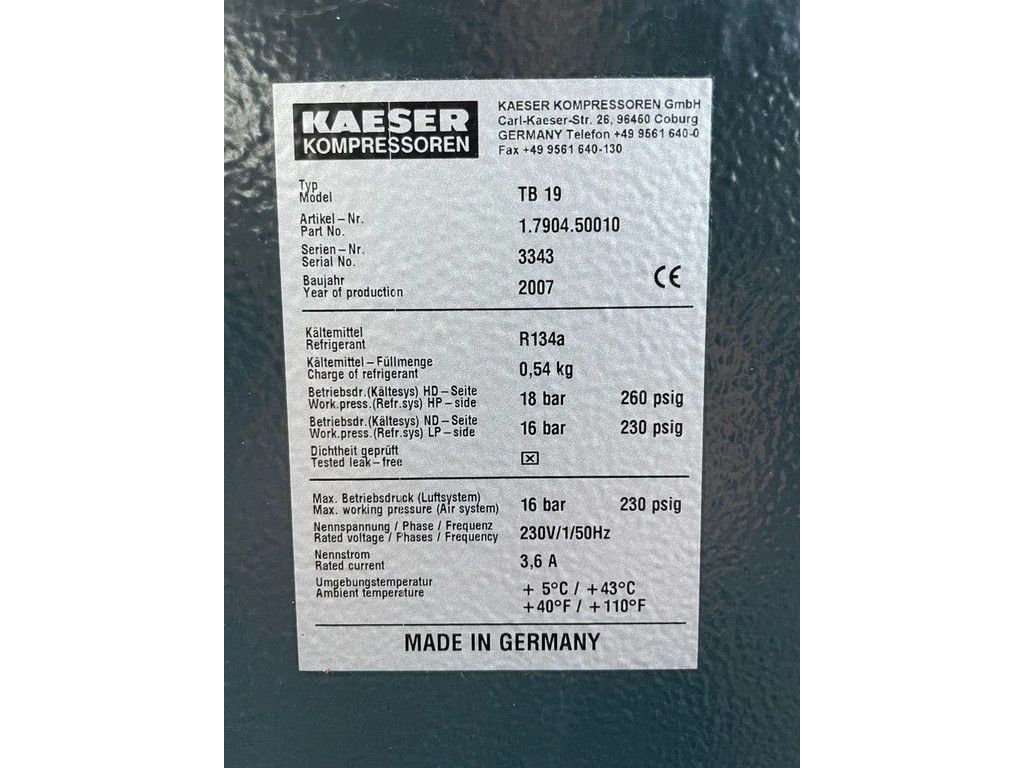 KAESER
KOMPRESSOREN
KAESER KOMPRESSOREN GmbH
Carl-Kaeser-Str. 26, 96450 Coburg
GERMANY Telefon +49 9561 640-0
Fax +49 9561 640-130
Typ
Model TB 19
Artikel-Nr.
Part No. 1.7904.50010
Serien-Nr.
Serial No. 3343
Baujahr
Year of production 2007 CE
Kältemittel
Refrigerant R134a
Kältemittel-Füllmenge
Charge of refrigerant 0,54 kg
Betriebsdr.(Kältesys) HD-Seite
Work.press.(Refr.sys) HP-side 18 bar 260 psig
Betriebsdr.(Kältesys) ND-Seite
Work.press.(Refr.sys) LP-side 16 bar 230 psig
Dichtheit geprüft
Tested leak-free ☒
Max. Betriebsdruck (Luftsystem)
Max. working pressure (Air system) 16 bar 230 psig
Nennspannung / Phase / Frequenz
Rated voltage / Phases / Frequency 230V/1/50Hz
Nennstrom
Rated current 3,6 A
Umgebungstemperatur
Ambient temperature + 5°C / +43°C
+40°F / +110°F
MADE IN GERMANY